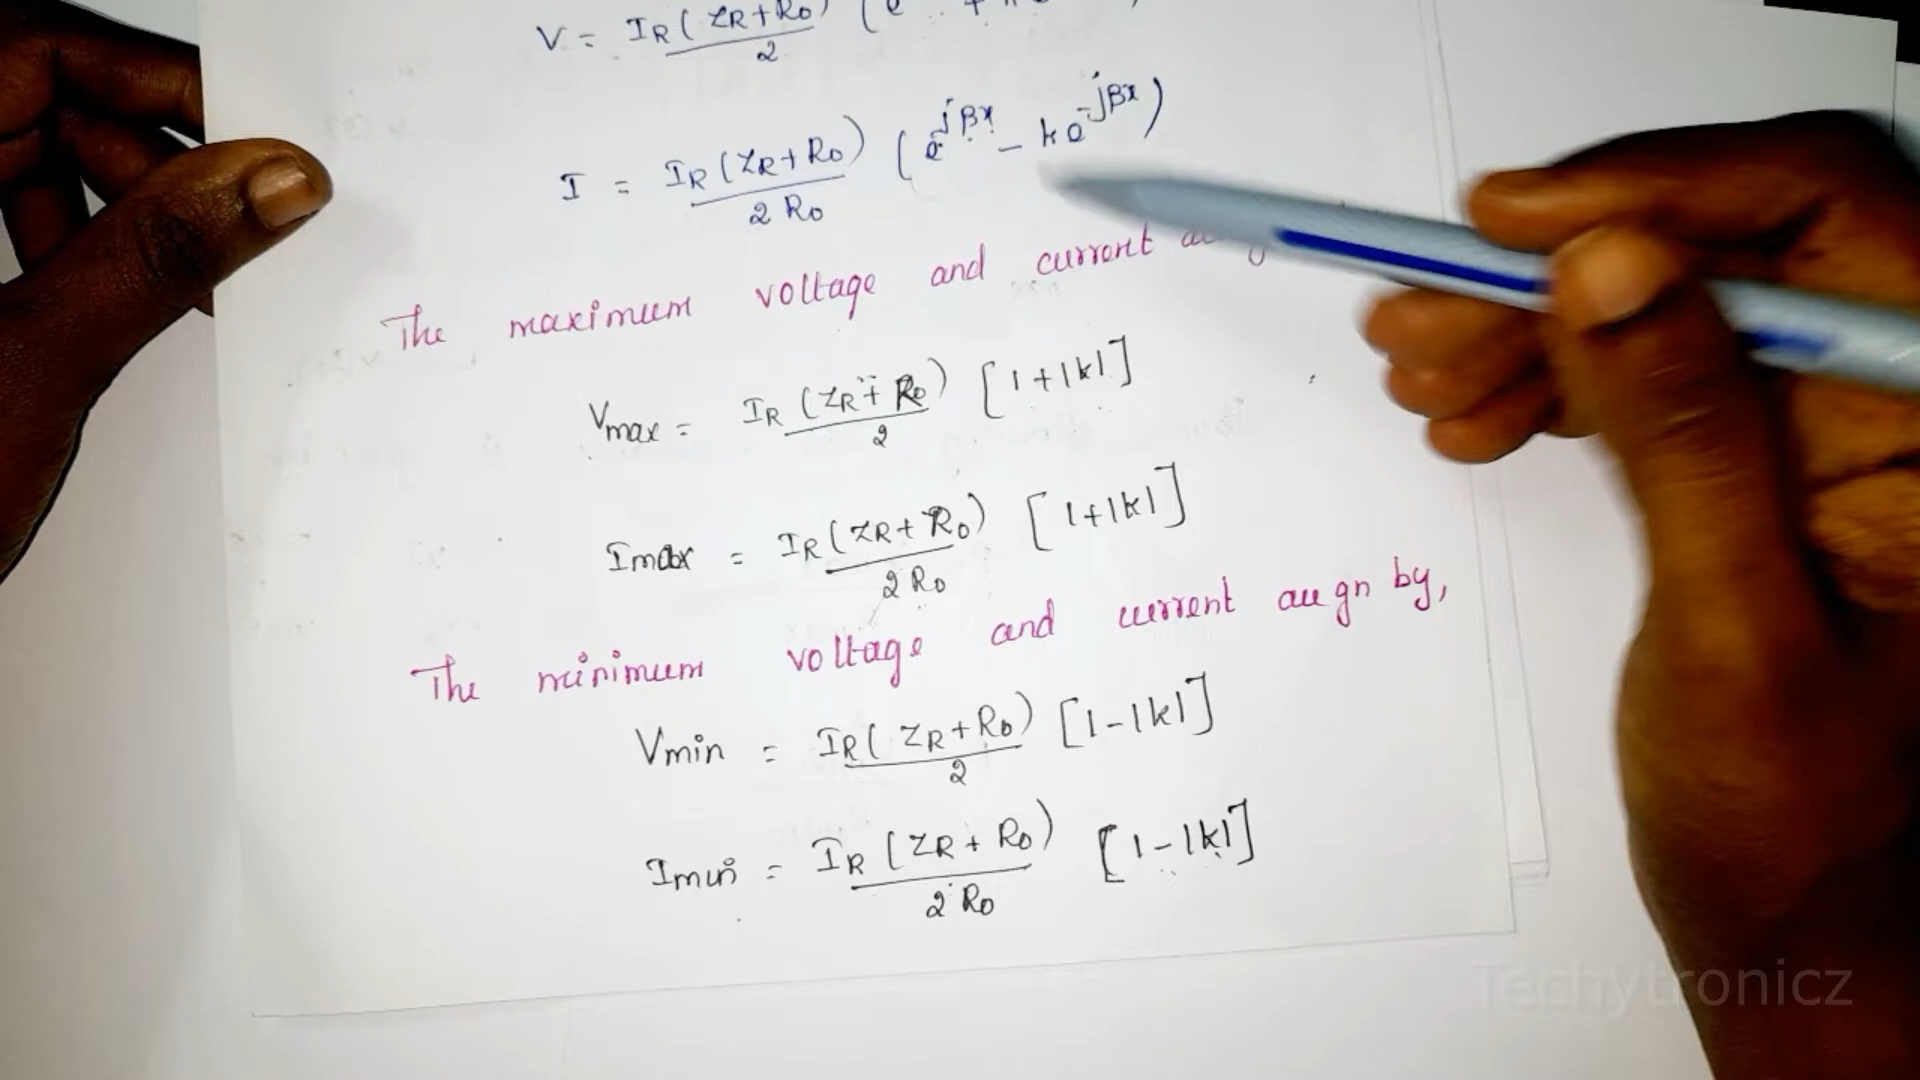 V = IR(ZR+R0)/2 (e
I = IR(ZR+R0)/2R0 (e^jβx - ke^-jβx)
The maximum voltage and current
Vmax = IR(ZR+R0)/2 [1+|k|]
Imax = IR(ZR+R0)/2R0 [1+|k|]
The minimum voltage and current are gn by,
Vmin = IR(ZR+R0)/2 [1-|k|]
Imin = IR(ZR+R0)/2R0 [1-|k|]
Techytronicz